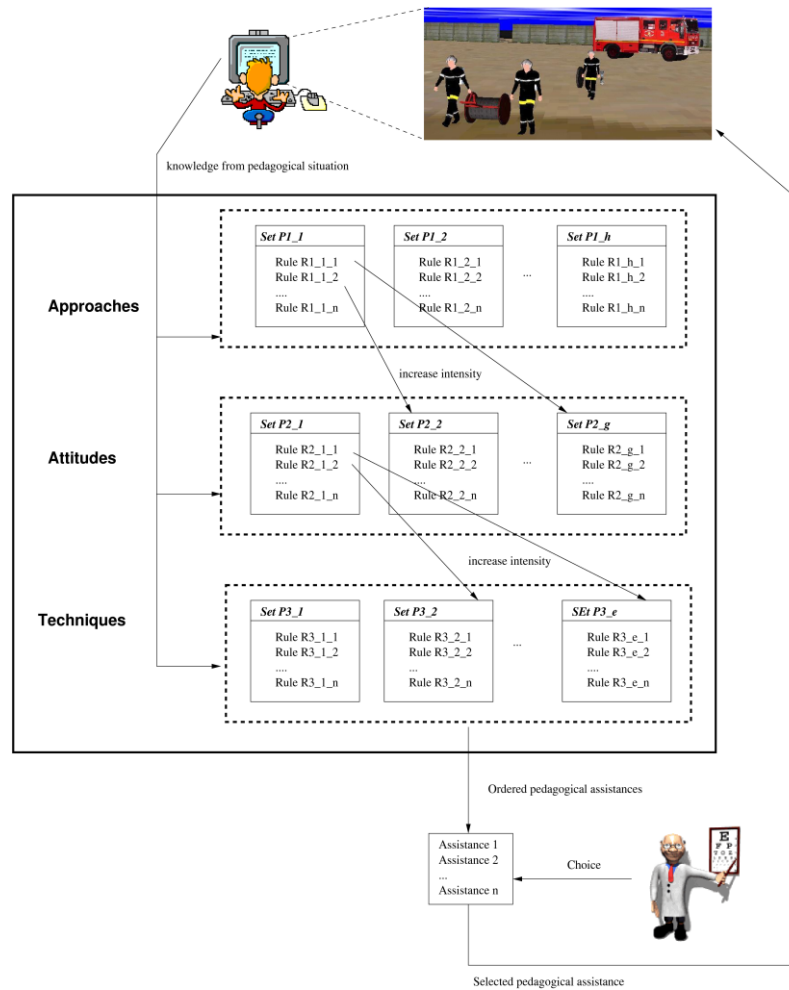 knowledge from pedagogical situation
Approaches
Set P1_1
Rule R1_1_1
Rule R1_1_2
....
Rule R1_1_n
Set P1_2
Rule R1_2_1
Rule R1_2_2
....
Rule R1_2_n
...
Set P1_h
Rule R1_h_1
Rule R1_h_2
....
Rule R1_h_n
increase intensity
Attitudes
Set P2_1
Rule R2_1_1
Rule R2_1_2
....
Rule R2_1_n
Set P2_2
Rule R2_2_1
Rule R2_2_2
....
Rule R2_2_n
...
Set P2_g
Rule R2_g_1
Rule R2_g_2
....
Rule R2_g_n
increase intensity
Techniques
Set P3_1
Rule R3_1_1
Rule R3_1_2
....
Rule R3_1_n
Set P3_2
Rule R3_2_1
Rule R3_2_2
...
Rule R3_2_n
...
SEt P3_e
Rule R3_e_1
Rule R3_e_2
....
Rule R3_e_n
Ordered pedagogical assistances
Assistance 1
Assistance 2
...
Assistance n
Choice
E
F P
Selected pedagogical assistance